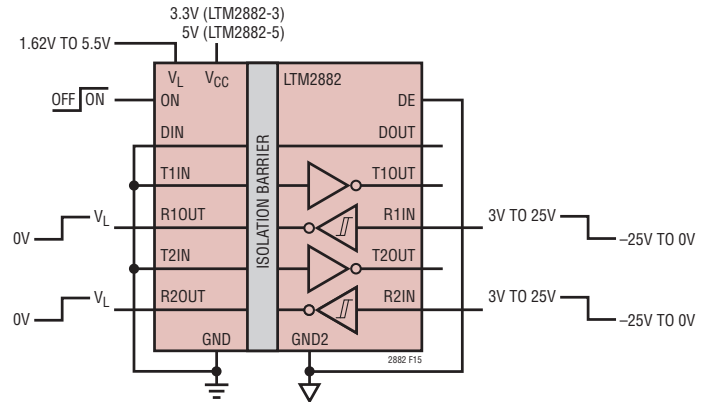 3.3V (LTM2882-3)
5V (LTM2882-5)
1.62V TO 5.5V
VL VCC LTM2882
OFF ON ON DE
DIN DOUT
ISOLATION BARRIER
T1IN T1OUT
0V VL R1OUT R1IN 3V TO 25V –25V TO 0V
T2IN T2OUT
0V VL R2OUT R2IN 3V TO 25V –25V TO 0V
GND GND2
2882 F15